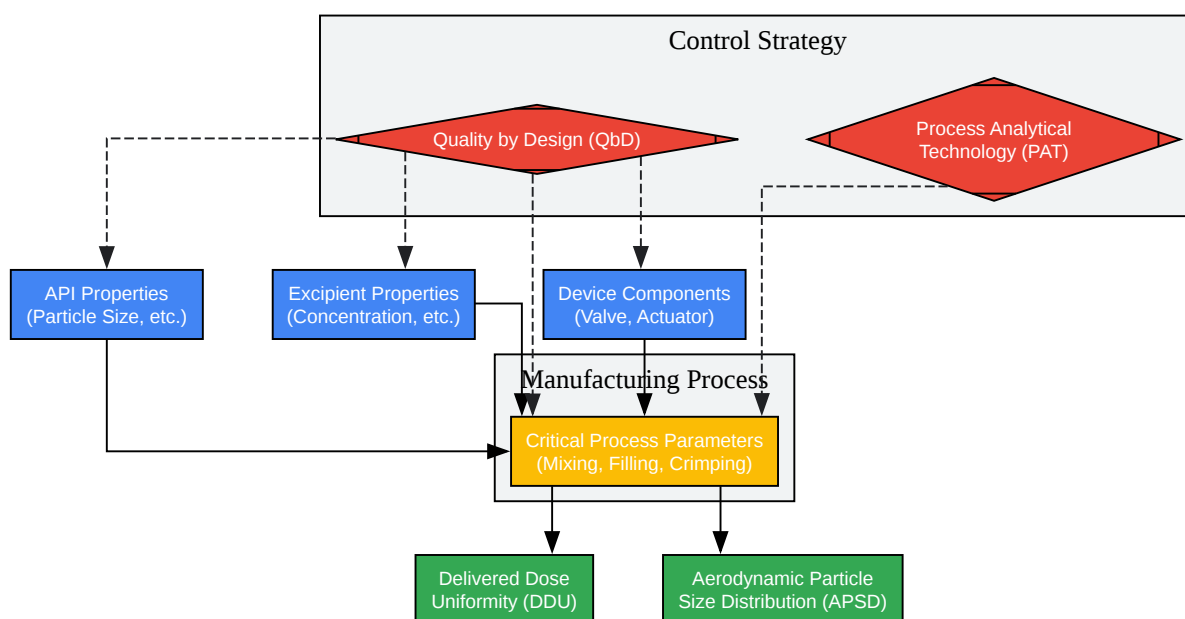 Control Strategy
Quality by Design (QbD)
Process Analytical
Technology (PAT)
API Properties
(Particle Size, etc.)
Excipient Properties
(Concentration, etc.)
Device Components
(Valve, Actuator)
Manufacturing Process
Critical Process Parameters
(Mixing, Filling, Crimping)
Delivered Dose
Uniformity (DDU)
Aerodynamic Particle
Size Distribution (APSD)